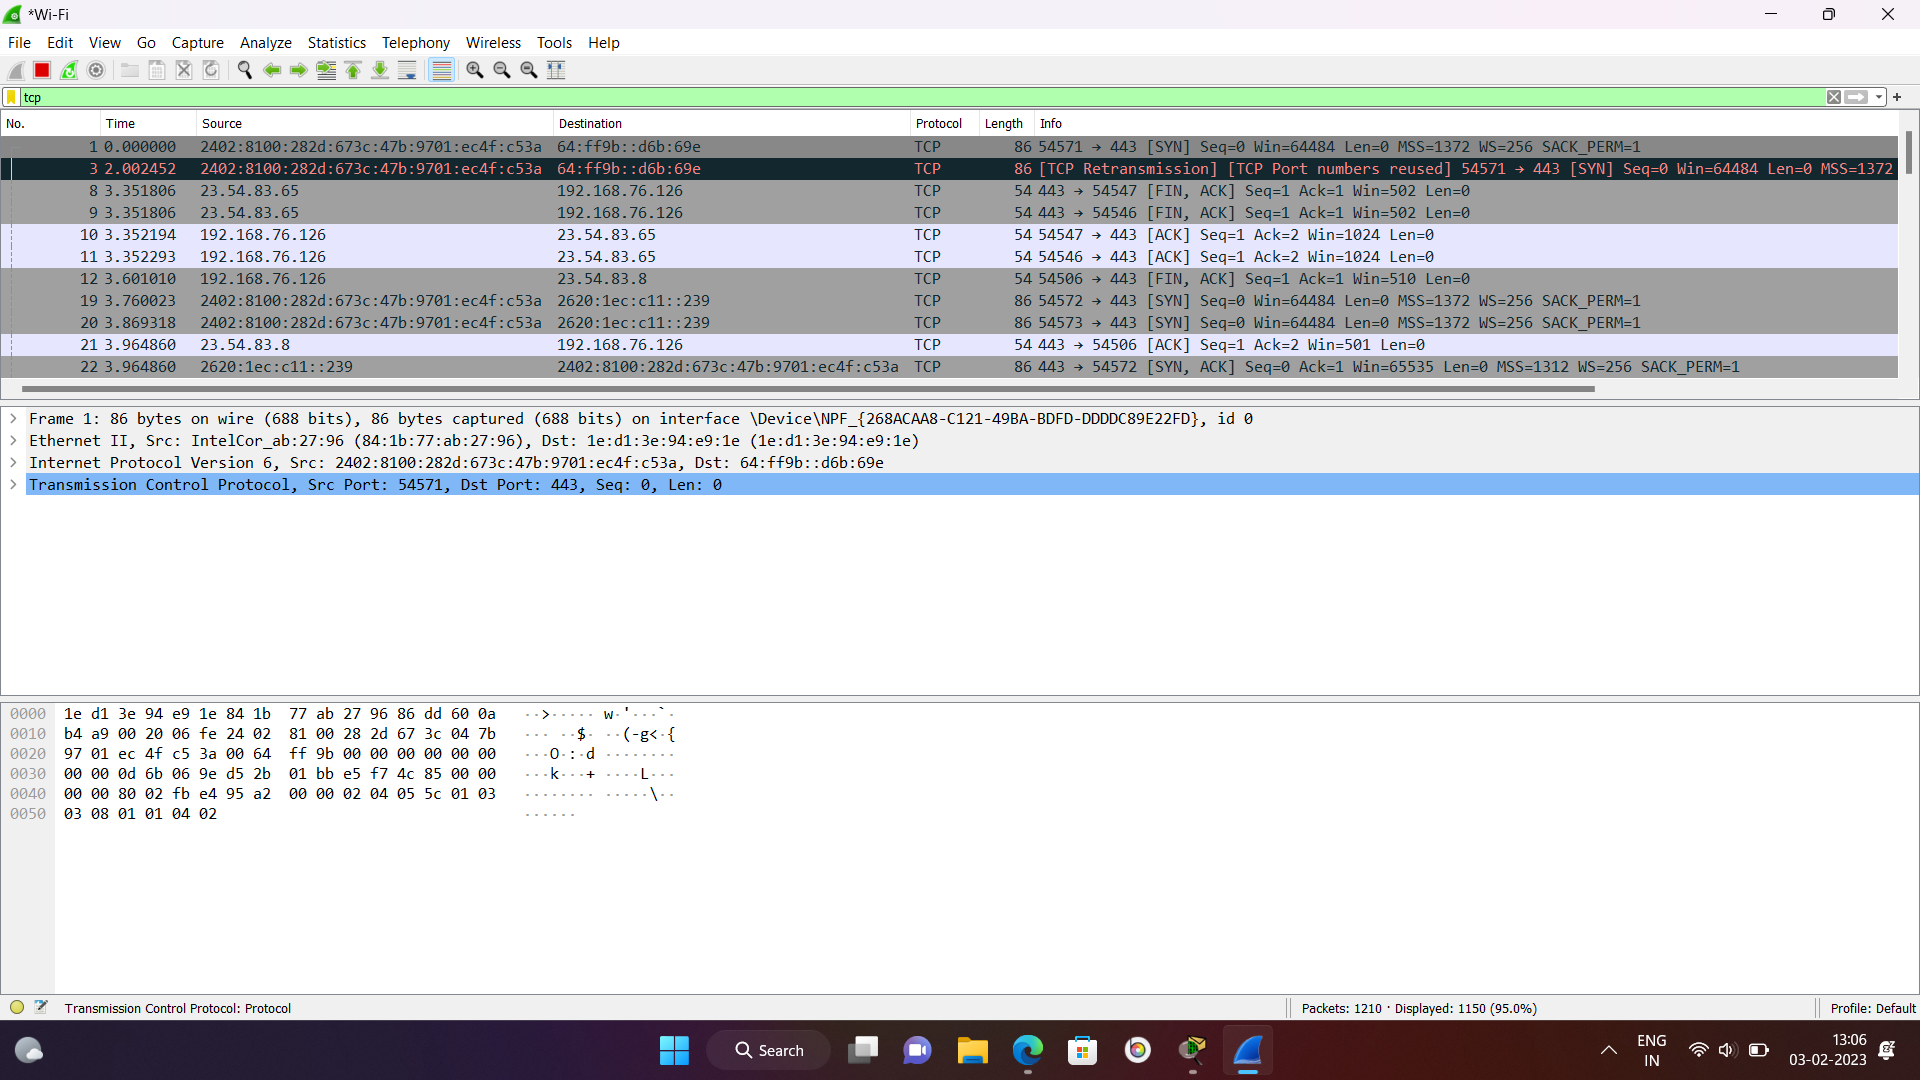 *Wi-Fi
File Edit View Go Capture Analyze Statistics Telephony Wireless Tools Help
tcp
No. Time Source Destination Protocol Length Info
1 0.000000 2402:8100:282d:673c:47b:9701:ec4f:c53a 64:ff9b::d6b:69e TCP 86 54571 → 443 [SYN] Seq=0 Win=64484 Len=0 MSS=1372 WS=256 SACK_PERM=1
3 2.002452 2402:8100:282d:673c:47b:9701:ec4f:c53a 64:ff9b::d6b:69e TCP 86 [TCP Retransmission] [TCP Port numbers reused] 54571 → 443 [SYN] Seq=0 Win=64484 Len=0 MSS=1372
8 3.351806 23.54.83.65 192.168.76.126 TCP 54 443 → 54547 [FIN, ACK] Seq=1 Ack=1 Win=502 Len=0
9 3.351806 23.54.83.65 192.168.76.126 TCP 54 443 → 54546 [FIN, ACK] Seq=1 Ack=1 Win=502 Len=0
10 3.352194 192.168.76.126 23.54.83.65 TCP 54 54547 → 443 [ACK] Seq=1 Ack=2 Win=1024 Len=0
11 3.352293 192.168.76.126 23.54.83.65 TCP 54 54546 → 443 [ACK] Seq=1 Ack=2 Win=1024 Len=0
12 3.601010 192.168.76.126 23.54.83.8 TCP 54 54506 → 443 [FIN, ACK] Seq=1 Ack=1 Win=510 Len=0
19 3.760023 2402:8100:282d:673c:47b:9701:ec4f:c53a 2620:1ec:c11::239 TCP 86 54572 → 443 [SYN] Seq=0 Win=64484 Len=0 MSS=1372 WS=256 SACK_PERM=1
20 3.869318 2402:8100:282d:673c:47b:9701:ec4f:c53a 2620:1ec:c11::239 TCP 86 54573 → 443 [SYN] Seq=0 Win=64484 Len=0 MSS=1372 WS=256 SACK_PERM=1
21 3.964860 23.54.83.8 192.168.76.126 TCP 54 443 → 54506 [ACK] Seq=1 Ack=2 Win=501 Len=0
22 3.964860 2620:1ec:c11::239 2402:8100:282d:673c:47b:9701:ec4f:c53a TCP 86 443 → 54572 [SYN, ACK] Seq=0 Ack=1 Win=65535 Len=0 MSS=1312 WS=256 SACK_PERM=1
Frame 1: 86 bytes on wire (688 bits), 86 bytes captured (688 bits) on interface \Device\NPF_{268ACAA8-C121-49BA-BDFD-DDDDC89E22FD}, id 0
Ethernet II, Src: IntelCor_ab:27:96 (84:1b:77:ab:27:96), Dst: 1e:d1:3e:94:e9:1e (1e:d1:3e:94:e9:1e)
Internet Protocol Version 6, Src: 2402:8100:282d:673c:47b:9701:ec4f:c53a, Dst: 64:ff9b::d6b:69e
Transmission Control Protocol, Src Port: 54571, Dst Port: 443, Seq: 0, Len: 0
0000 1e d1 3e 94 e9 1e 84 1b 77 ab 27 96 86 dd 60 0a ··>····· w·'···`·
0010 b4 a9 00 20 06 fe 24 02 81 00 28 2d 67 3c 04 7b ··· ··$· ··(-g<·{
0020 97 01 ec 4f c5 3a 00 64 ff 9b 00 00 00 00 00 00 ···O·:·d ········
0030 00 00 0d 6b 06 9e d5 2b 01 bb e5 f7 4c 85 00 00 ···k···+ ····L···
0040 00 00 80 02 fb e4 95 a2 00 00 02 04 05 5c 01 03 ········ ·····\··
0050 03 08 01 01 04 02 ······
Transmission Control Protocol: Protocol Packets: 1210 · Displayed: 1150 (95.0%) Profile: Default
Search
ENG
IN
13:06
03-02-2023